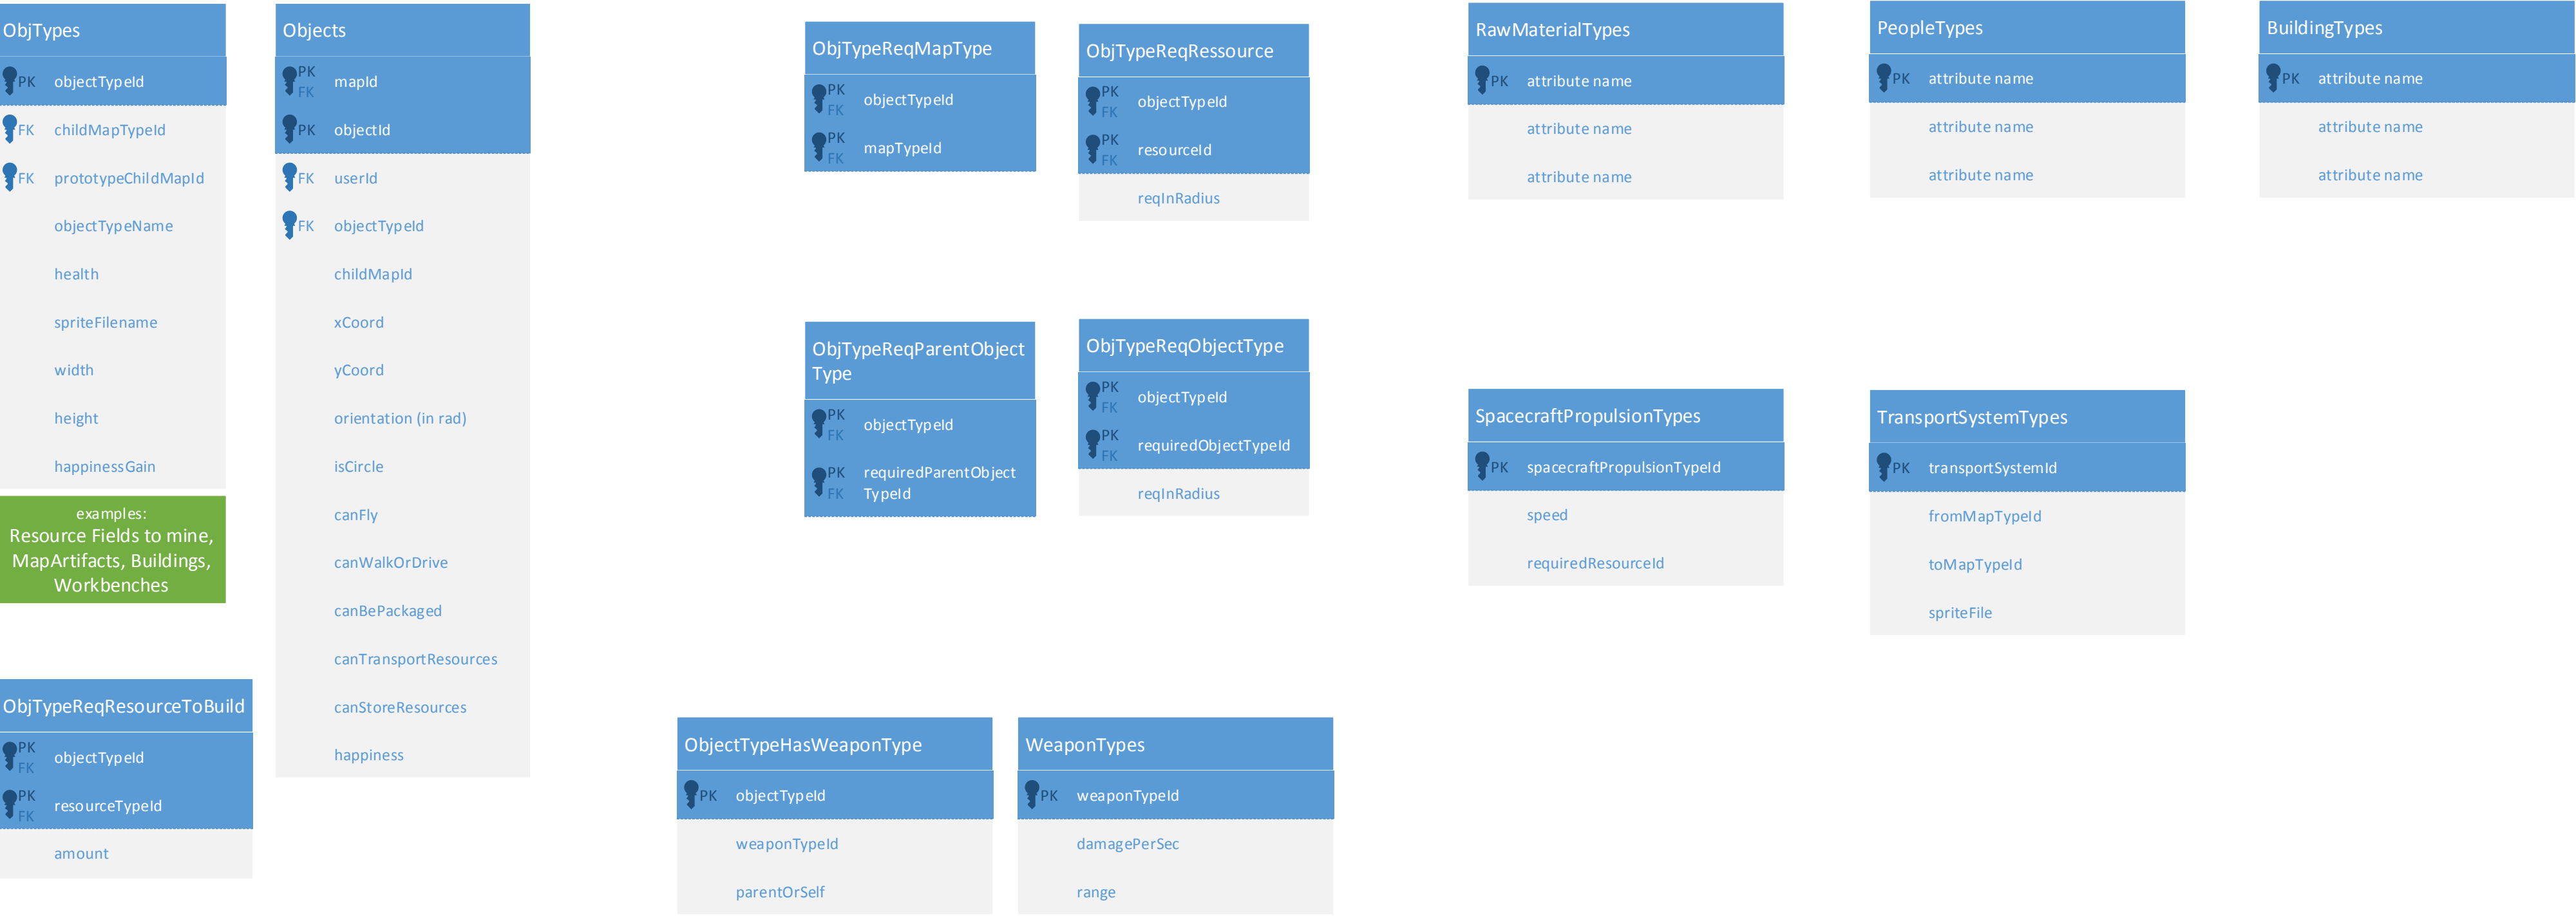 ObjTypes
PK objectTypeId
FK childMapTypeId
FK prototypeChildMapId
objectTypeName
health
spriteFilename
width
height
happinessGain
examples:
Resource Fields to mine,
MapArtifacts, Buildings,
Workbenches
ObjTypeReqResourceToBuild
PK
FK objectTypeId
PK
FK resourceTypeId
amount
Objects
PK
FK mapId
PK objectId
FK userId
FK objectTypeId
childMapId
xCoord
yCoord
orientation (in rad)
isCircle
canFly
canWalkOrDrive
canBePackaged
canTransportResources
canStoreResources
happiness
ObjTypeReqMapType
PK
FK objectTypeId
PK
FK mapTypeId
ObjTypeReqRessource
PK
FK objectTypeId
PK
FK resourceId
reqInRadius
ObjTypeReqParentObject
Type
PK
FK objectTypeId
PK
FK requiredParentObject
TypeId
ObjTypeReqObjectType
PK
FK objectTypeId
PK
FK requiredObjectTypeId
reqInRadius
ObjectTypeHasWeaponType
PK objectTypeId
weaponTypeId
parentOrSelf
WeaponTypes
PK weaponTypeId
damagePerSec
range
RawMaterialTypes
PK attribute name
attribute name
attribute name
PeopleTypes
PK attribute name
attribute name
attribute name
BuildingTypes
PK attribute name
attribute name
attribute name
SpacecraftPropulsionTypes
PK spacecraftPropulsionTypeId
speed
requiredResourceId
TransportSystemTypes
PK transportSystemId
fromMapTypeId
toMapTypeId
spriteFile